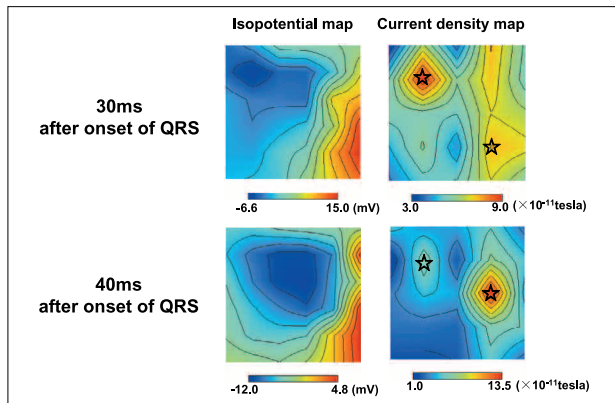 Isopotential map Current density map
30ms
after onset of QRS
-6.6 15.0 (mV) 3.0 9.0 (×10⁻¹¹tesla)
40ms
after onset of QRS
-12.0 4.8 (mV) 1.0 13.5 (×10⁻¹¹tesla)